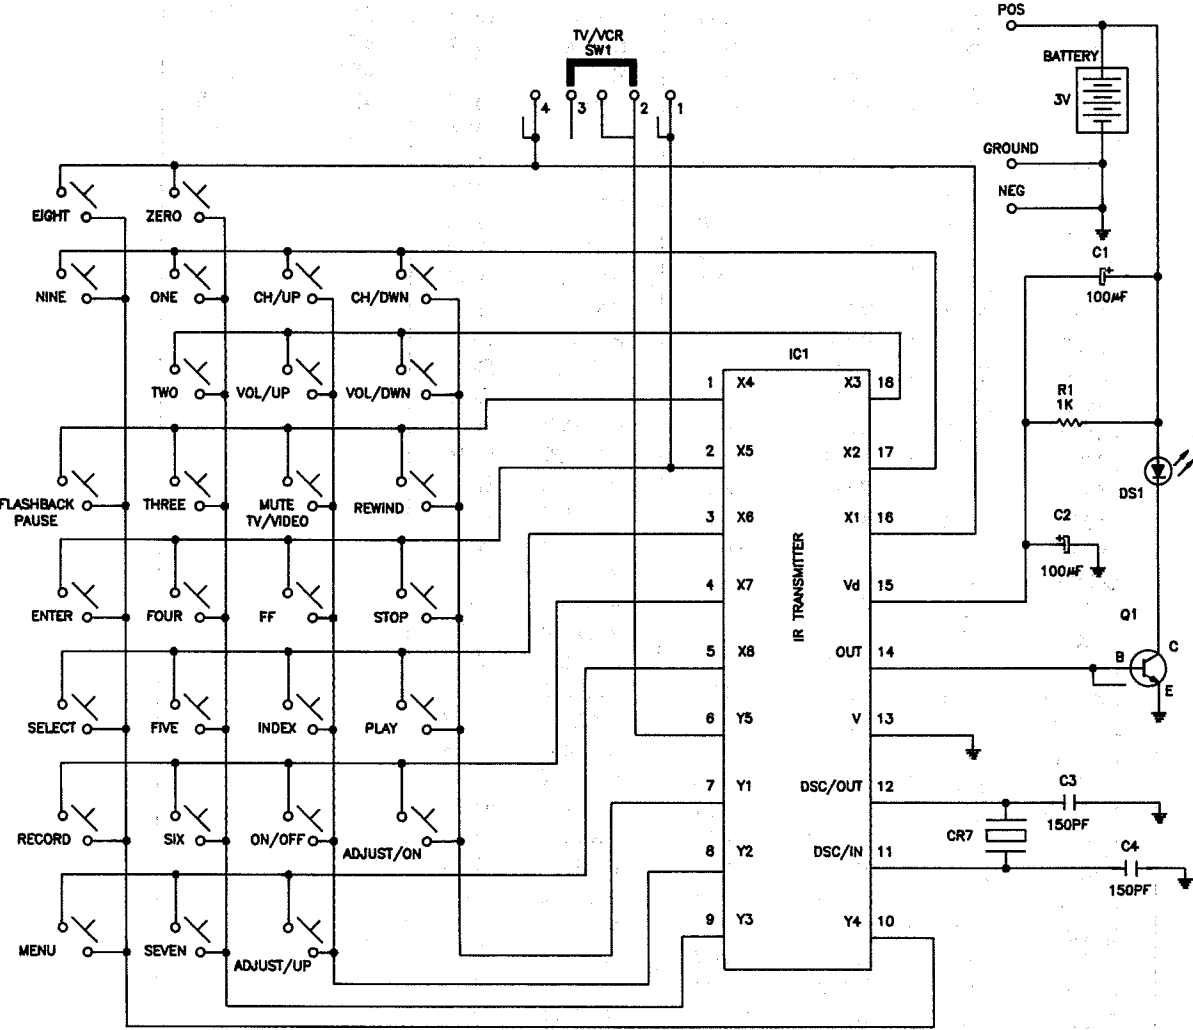 POS
TV/VCR
SW1
BATTERY
3V
4 3 2 1
GROUND
NEG
EIGHT ZERO
C1
100µF
NINE ONE CH/UP CH/DWN
IC1
TWO VOL/UP VOL/DWN
1 X4 X3 18
R1
1K
2 X5 X2 17
DS1
FLASHBACK THREE MUTE REWIND
PAUSE TV/VIDEO
3 X6 X1 16
C2
100µF
IR TRANSMITTER
4 X7 Vd 15
ENTER FOUR FF STOP
Q1
5 X8 OUT 14
B C
E
6 Y5 V 13
SELECT FIVE INDEX PLAY
7 Y1 DSC/OUT 12
C3
150PF
CR7
RECORD SIX ON/OFF ADJUST/ON
8 Y2 DSC/IN 11
C4
150PF
9 Y3 Y4 10
MENU SEVEN ADJUST/UP